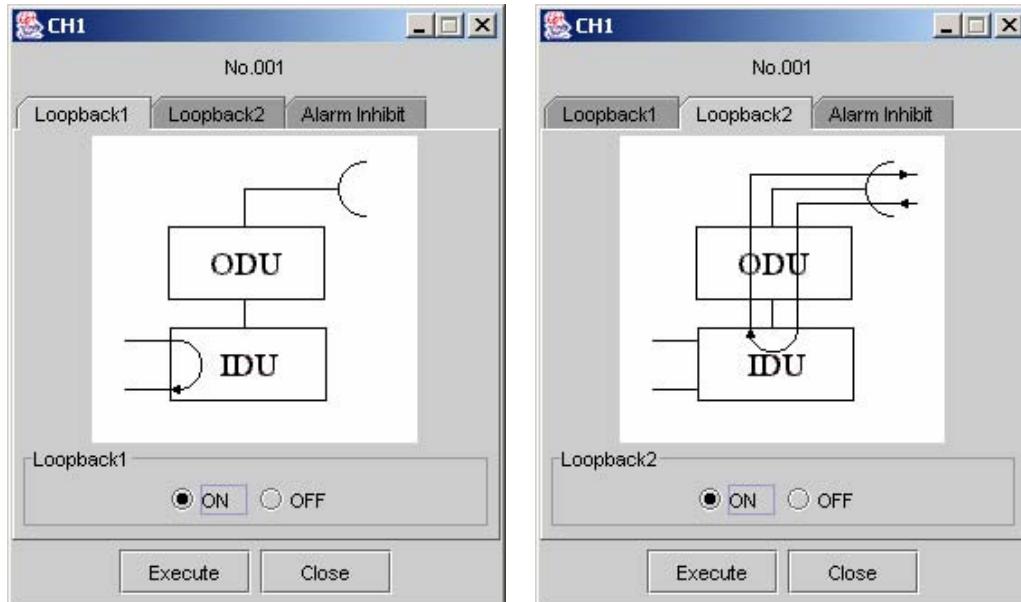 CH1
No.001
Loopback1 Loopback2 Alarm Inhibit
ODU
IDU
Loopback1
ON OFF
Execute Close
CH1
No.001
Loopback1 Loopback2 Alarm Inhibit
ODU
IDU
Loopback2
ON OFF
Execute Close